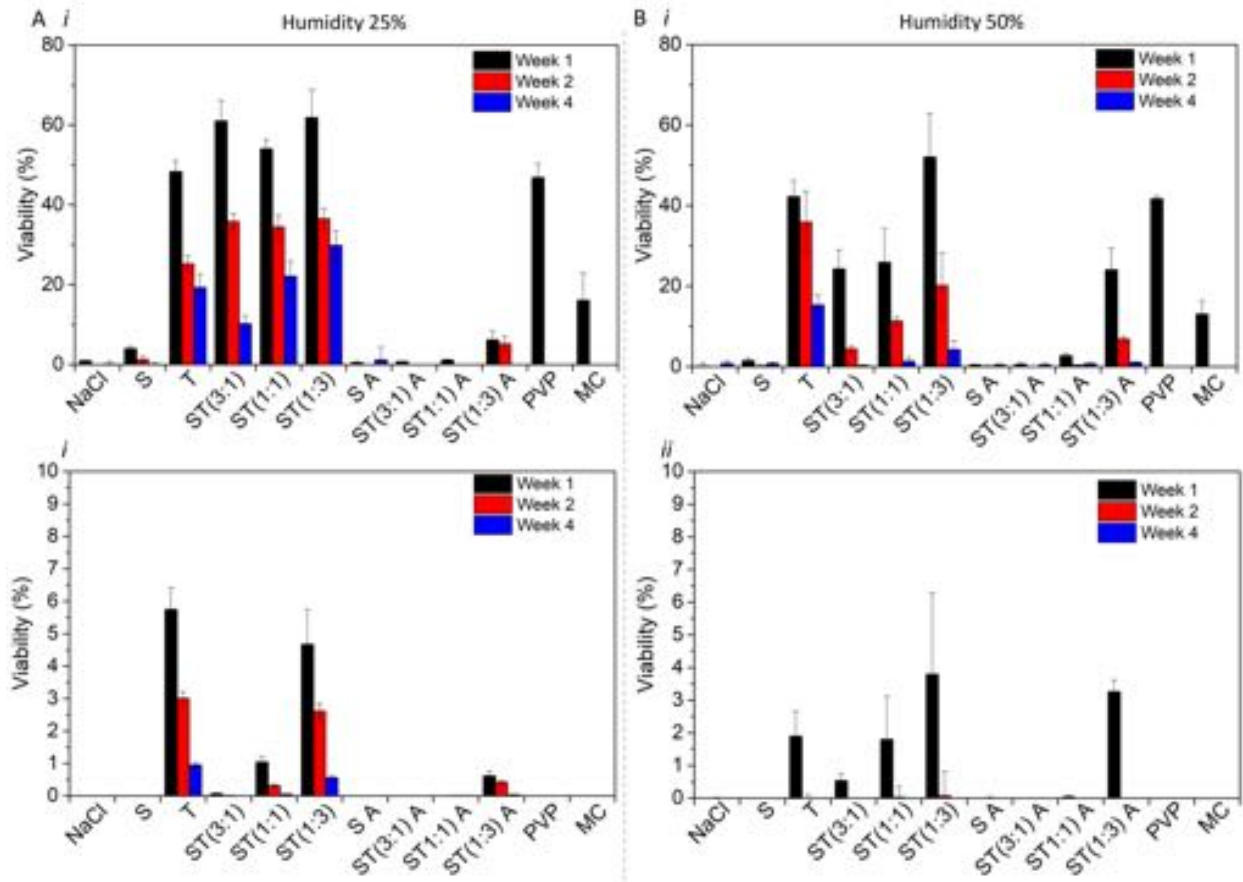 A i Humidity 25%
80
60
40
20
0
Viability (%)
Week 1
Week 2
Week 4
NaCl S T ST(3:1) ST(1:1) ST(1:3) S A ST(3:1) A ST1:1) A ST(1:3) A PVP MC
B i Humidity 50%
80
60
40
20
0
Viability (%)
Week 1
Week 2
Week 4
NaCl S T ST(3:1) ST(1:1) ST(1:3) S A ST(3:1) A ST1:1) A ST(1:3) A PVP MC
i
10
9
8
7
6
5
4
3
2
1
0
Viability (%)
Week 1
Week 2
Week 4
NaCl S T ST(3:1) ST(1:1) ST(1:3) S A ST(3:1) A ST1:1) A ST(1:3) A PVP MC
ii
10
9
8
7
6
5
4
3
2
1
0
Viability (%)
Week 1
Week 2
Week 4
NaCl S T ST(3:1) ST(1:1) ST(1:3) S A ST(3:1) A ST1:1) A ST(1:3) A PVP MC